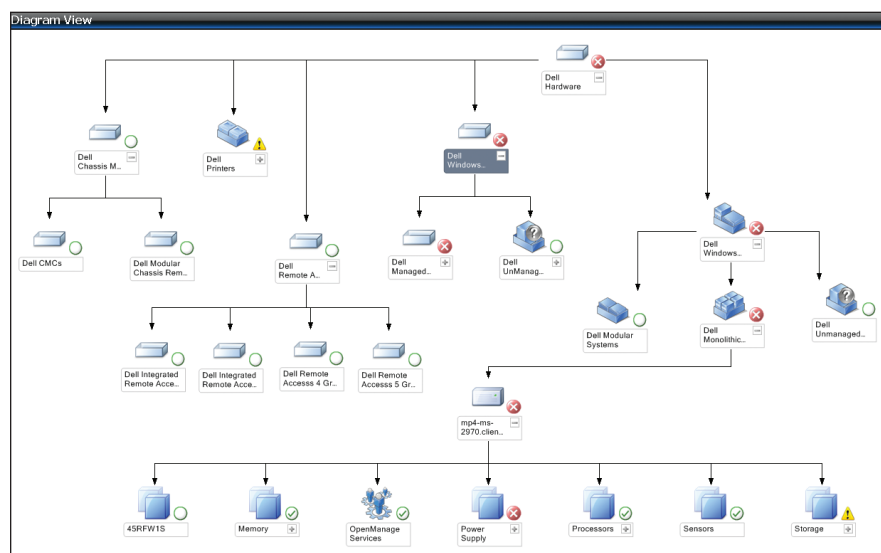 Diagram View
Dell
Hardware
Dell
Chassis M..
Dell
Printers
Dell
Windows..
Dell CMCs
Dell Modular
Chassis Rem..
Dell
Remote A..
Dell
Managed..
Dell
UnManag..
Dell
Windows..
Dell Modular
Systems
Dell
Monolithic..
Dell
Unmanaged..
Dell Integrated
Remote Acce..
Dell Integrated
Remote Acce..
Dell Remote
Accesss 4 Gr..
Dell Remote
Accesss 5 Gr..
mp4-ms-
2970.clien..
45RFW1S
Memory
OpenManage
Services
Power
Supply
Processors
Sensors
Storage